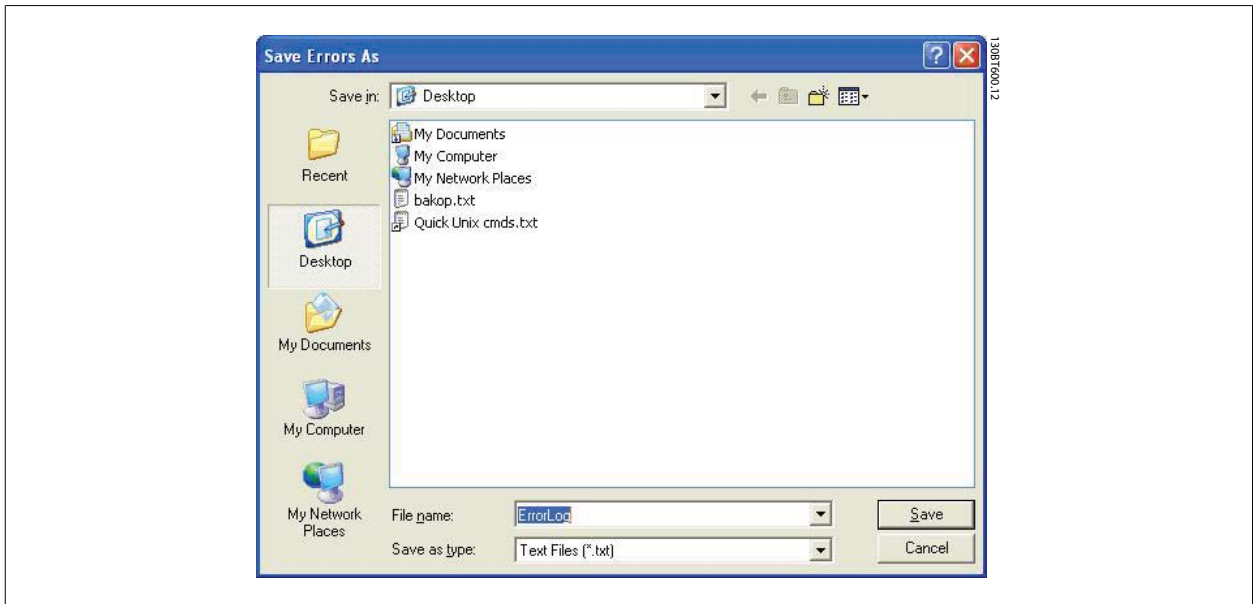 Save Errors As
130BT600.12
Save in: Desktop
My Documents
My Computer
My Network Places
bakop.txt
Quick Unix cmds.txt
Recent
Desktop
My Documents
My Computer
My Network
Places
File name: ErrorLog
Save
Save as type: Text Files (*.txt)
Cancel